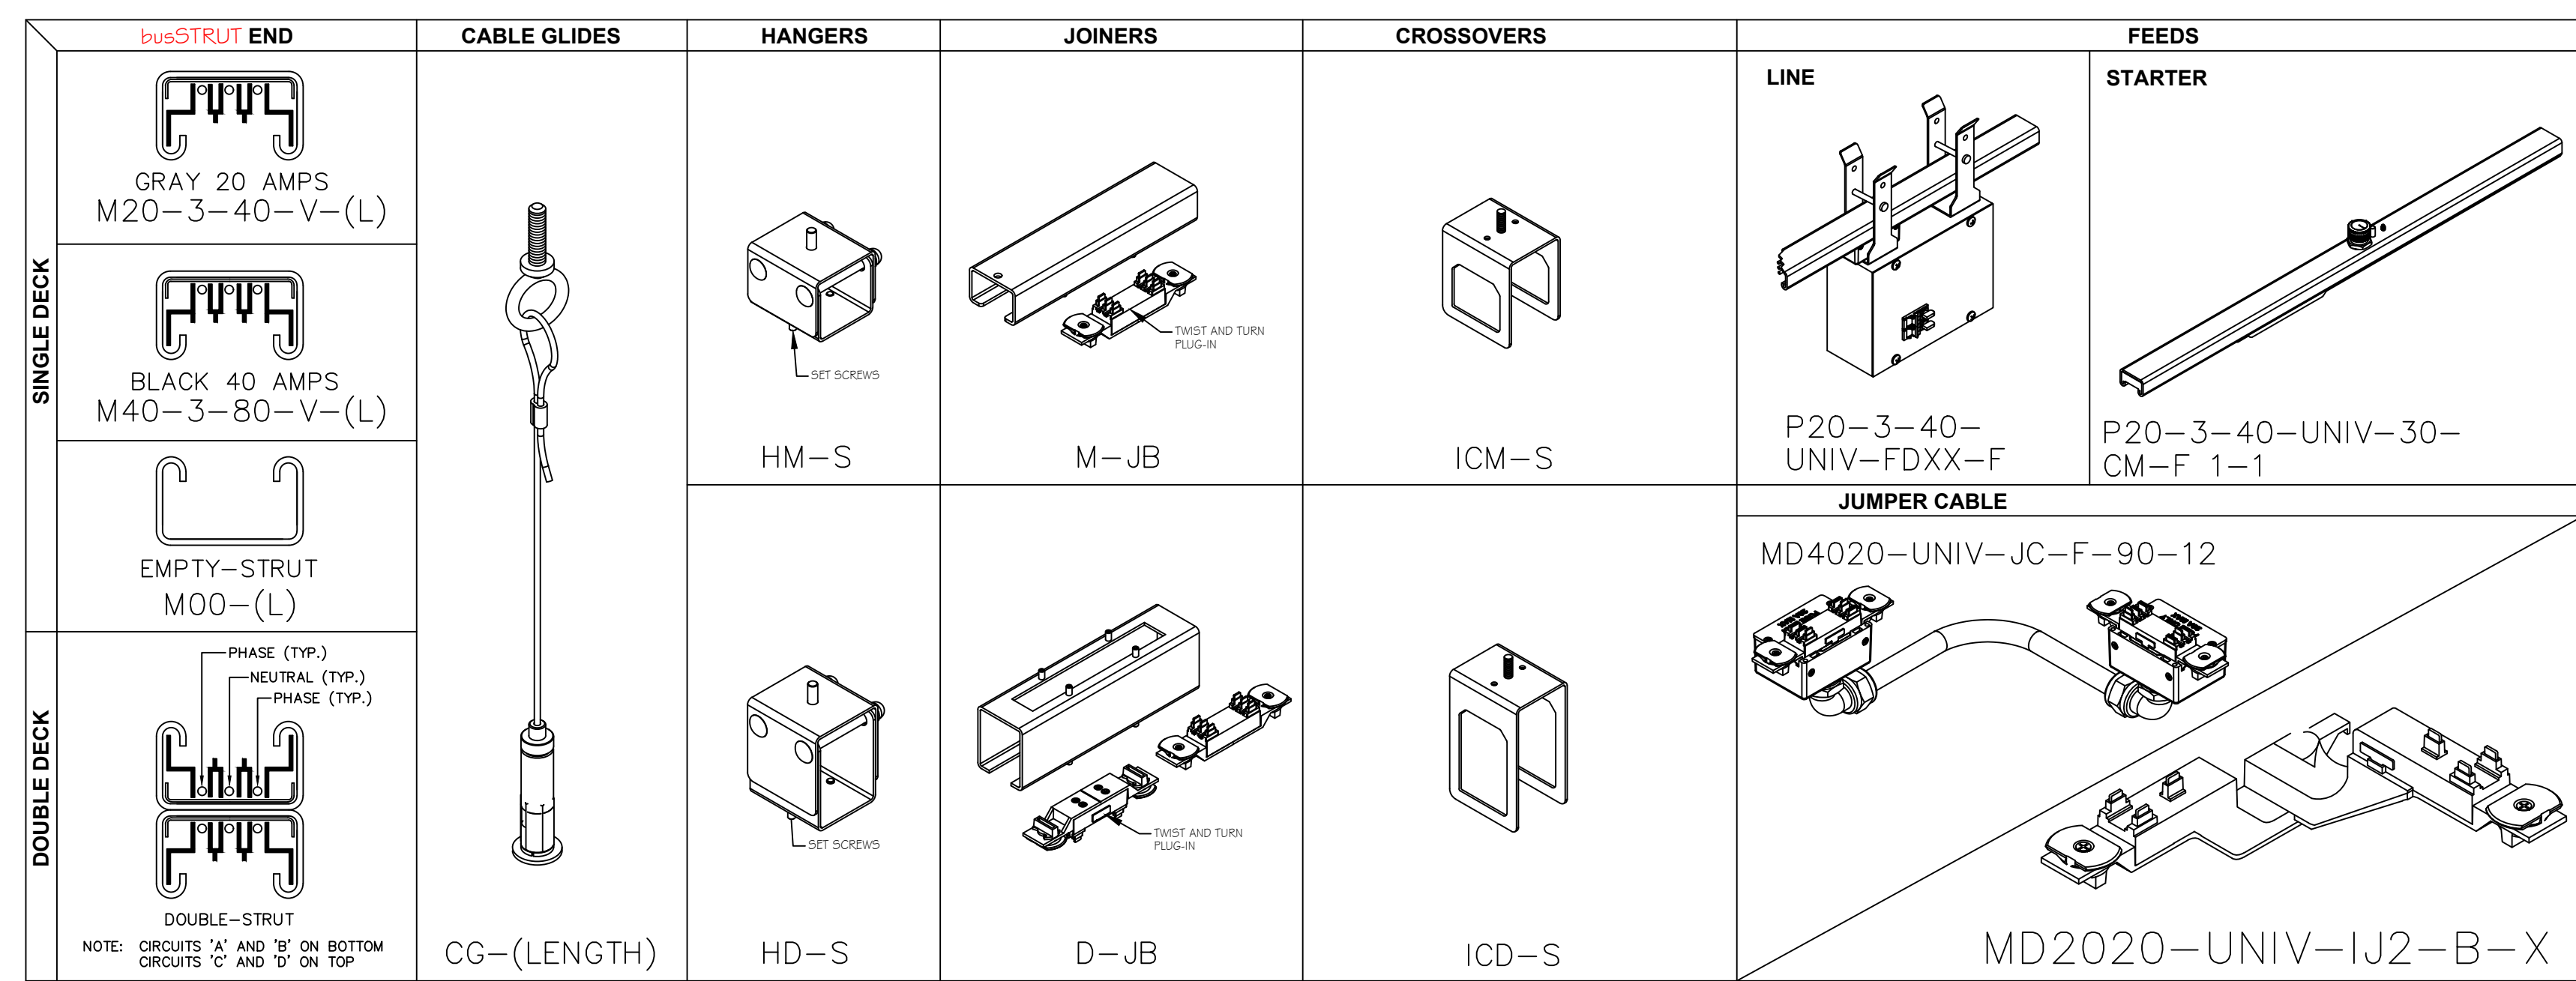 busSTRUT END
CABLE GLIDES
HANGERS
JOINERS
CROSSOVERS
FEEDS
SINGLE DECK
GRAY 20 AMPS
M20-3-40-V-(L)
BLACK 40 AMPS
M40-3-80-V-(L)
EMPTY-STRUT
M00-(L)
DOUBLE DECK
PHASE (TYP.)
NEUTRAL (TYP.)
PHASE (TYP.)
DOUBLE-STRUT
NOTE: CIRCUITS 'A' AND 'B' ON BOTTOM
CIRCUITS 'C' AND 'D' ON TOP
CG-(LENGTH)
SET SCREWS
HM-S
SET SCREWS
HD-S
TWIST AND TURN
PLUG-IN
M-JB
TWIST AND TURN
PLUG-IN
D-JB
ICM-S
ICD-S
LINE
P20-3-40-
UNIV-FDXX-F
STARTER
P20-3-40-UNIV-30-
CM-F 1-1
JUMPER CABLE
MD4020-UNIV-JC-F-90-12
MD2020-UNIV-IJ2-B-X